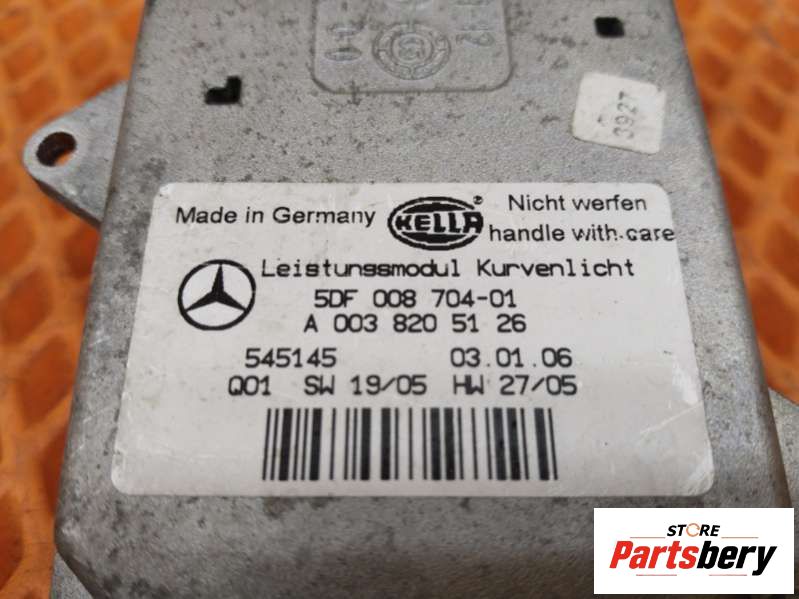 3927
Made in Germany
HELLA
®
Nicht werfen
handle with care
Leistungsmodul Kurvenlicht
5DF 008 704-01
A 003 820 51 26
545145 03.01.06
Q01 SW 19/05 HW 27/05
STORE
Partsbery